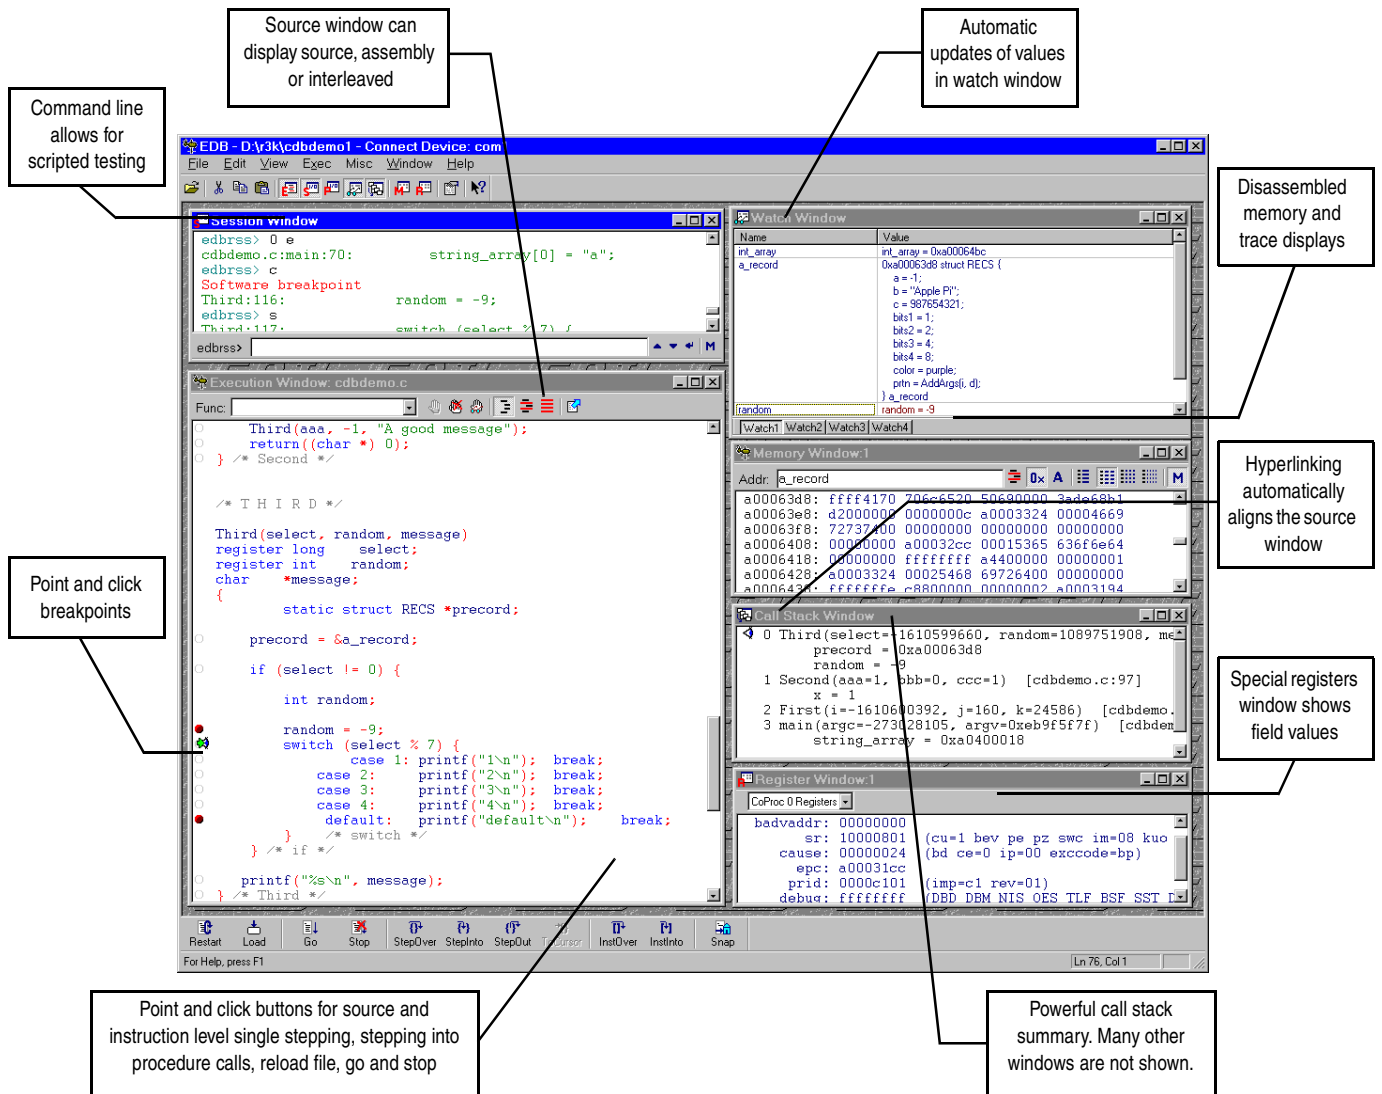 Source window can
display source, assembly
or interleaved
Automatic
updates of values
in watch window
Command line
allows for
scripted testing
EDB - D:\r3k\cdbdemo1 - Connect Device: com
File Edit View Exec Misc Window Help
Disassembled
memory and
trace displays
Session Window
edbrss> 0 e
cdbdemo.c:main:70: string_array[0] = "a";
edbrss> c
Software breakpoint
Third:116: random = -9;
edbrss> s
Third:117: switch (select % 7) {
edbrss> M
Watch Window
Name Value
int_array int_array = 0xa00064bc
a_record 0xa00063d8 struct RECS {
a = -1;
b = "Apple Pi";
c = 987654321;
bits1 = 1;
bits2 = 2;
bits3 = 4;
bits4 = 8;
color = purple;
prtn = AddArgs(i, d);
} a_record
random random = -9
Watch1 Watch2 Watch3 Watch4
Execution Window: cdbdemo.c
Func:
Third(aaa, -1, "A good message");
return((char *) 0);
} /* Second */
/* T H I R D */
Third(select, random, message)
register long select;
register int random;
char *message;
{
static struct RECS *precord;
precord = &a_record;
if (select != 0) {
int random;
random = -9;
switch (select % 7) {
case 1: printf("1\n"); break;
case 2: printf("2\n"); break;
case 3: printf("3\n"); break;
case 4: printf("4\n"); break;
default: printf("default\n"); break;
} /* switch */
} /* if */
printf("%s\n", message);
} /* Third */
Memory Window:1
Addr: a_record 0x A M
a00063d8: ffff4170 706c6520 50690000 3ade68b1
a00063e8: d2000000 0000000c a0003324 00004669
a00063f8: 72737400 00000000 00000000 00000000
a0006408: 00000000 a00032cc 00015365 636f6e64
a0006418: 00000000 ffffffff a4400000 00000001
a0006428: a0003324 00025468 69726400 00000000
a0006438: fffffffe c8800000 00000002 a0003194
Hyperlinking
automatically
aligns the source
window
Point and click
breakpoints
Call Stack Window
0 Third(select=-1610599660, random=1089751908, me
precord = 0xa00063d8
random = -9
1 Second(aaa=1, bbb=0, ccc=1) [cdbdemo.c:97]
x = 1
2 First(i=-1610600392, j=160, k=24586) [cdbdemo.
3 main(argc=-273028105, argv=0xeb9f5f7f) [cdbdem
string_array = 0xa0400018
Special registers
window shows
field values
Register Window:1
CoProc 0 Registers
badvaddr: 00000000
sr: 10000801 (cu=1 bev pe pz swc im=08 kuo
cause: 00000024 (bd ce=0 ip=00 exccode=bp)
epc: a00031cc
prid: 0000c101 (imp=c1 rev=01)
debug: ffffffff (DBD DBM NIS OES TLF BSF SST D
Restart Load Go Stop StepOver StepInto StepOut ToCursor InstOver InstInto Snap
For Help, press F1 Ln 76, Col 1
Point and click buttons for source and
instruction level single stepping, stepping into
procedure calls, reload file, go and stop
Powerful call stack
summary. Many other
windows are not shown.